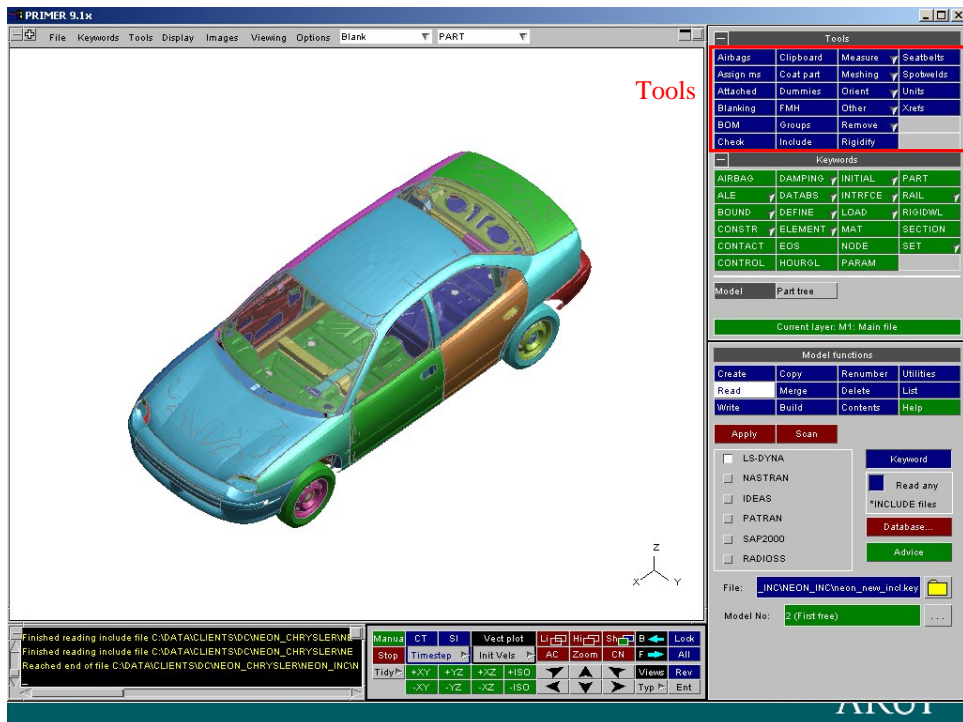 PRIMER 9.1x
File Keywords Tools Display Images Viewing Options Blank PART
Tools
Tools
Airbags Clipboard Measure Seatbelts
Assign ms Coat part Meshing Spotwelds
Attached Dummies Orient Units
Blanking FMH Other Xrefs
BOM Groups Remove
Check Include Rigidify
Keywords
AIRBAG DAMPING INITIAL PART
ALE DATABS INTRFCE RAIL
BOUND DEFINE LOAD RIGIDWL
CONSTR ELEMENT MAT SECTION
CONTACT EOS NODE SET
CONTROL HOURGL PARAM
Model Part tree
Current layer: M1: Main file
Model functions
Create Copy Renumber Utilities
Read Merge Delete List
Write Build Contents Help
Apply Scan
LS-DYNA Keyword
NASTRAN Read any
IDEAS *INCLUDE files
PATRAN Database...
SAP2000
RADIOSS Advice
File: _INC\NEON_INC\neon_new_incl.key
Model No: 2 (First free) ...
Z
X Y
Finished reading include file C:\DATA\CLIENTS\DC\NEON_CHRYSLER\NE
Finished reading include file C:\DATA\CLIENTS\DC\NEON_CHRYSLER\NE
Reached end of file C:\DATA\CLIENTS\DC\NEON_CHRYSLER\NEON_INC\N
Manua CT SI Vect plot Li Hi Sh B Lock
Stop Timestep Init Vels AC Zoom CN F All
Tidy +XY +YZ +XZ +ISO Views Rev
-XY -YZ -XZ -ISO Typ Ent
ARUP